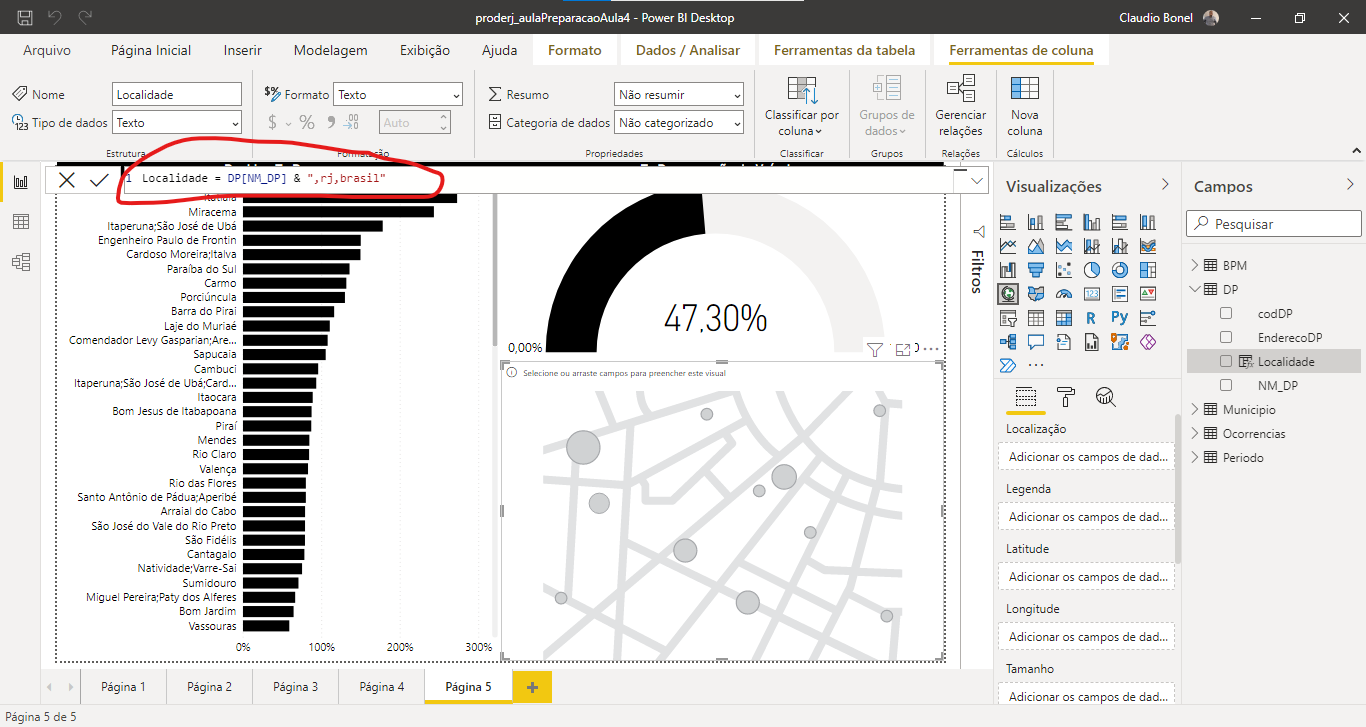 proderj_aulaPreparacaoAula4 - Power BI Desktop
Claudio Bonel
Arquivo
Página Inicial
Inserir
Modelagem
Exibição
Ajuda
Formato
Dados / Analisar
Ferramentas da tabela
Ferramentas de coluna
Nome
Localidade
Formato
Texto
Resumo
Não resumir
Tipo de dados
Texto
$
%
Auto
Categoria de dados
Não categorizado
Classificar por
coluna
Grupos de
dados
Gerenciar
relações
Nova
coluna
Estrutura
Formatação
Propriedades
Classificar
Grupos
Relações
Cálculos
1 Localidade = DP[NM_DP] & ",rj,brasil"
Itatiaia
Miracema
Itaperuna;São José de Ubá
Engenheiro Paulo de Frontin
Cardoso Moreira;Italva
Paraíba do Sul
Carmo
Porciúncula
Barra do Piraí
Laje do Muriaé
Comendador Levy Gasparian;Are...
Sapucaia
Cambuci
Itaperuna;São José de Ubá;Card...
Itaocara
Bom Jesus de Itabapoana
Piraí
Mendes
Rio Claro
Valença
Rio das Flores
Santo Antônio de Pádua;Aperibé
Arraial do Cabo
São José do Vale do Rio Preto
São Fidélis
Cantagalo
Natividade;Varre-Sai
Sumidouro
Miguel Pereira;Paty dos Alferes
Bom Jardim
Vassouras
0%
100%
200%
300%
47,30%
0,00%
Selecione ou arraste campos para preencher este visual
Filtros
Visualizações
R
Py
123
Localização
Adicionar os campos de dad...
Legenda
Adicionar os campos de dad...
Latitude
Adicionar os campos de dad...
Longitude
Adicionar os campos de dad...
Tamanho
Adicionar os campos de dad...
Campos
Pesquisar
BPM
DP
codDP
EnderecoDP
Localidade
NM_DP
Municipio
Ocorrencias
Periodo
Página 1
Página 2
Página 3
Página 4
Página 5
+
Página 5 de 5